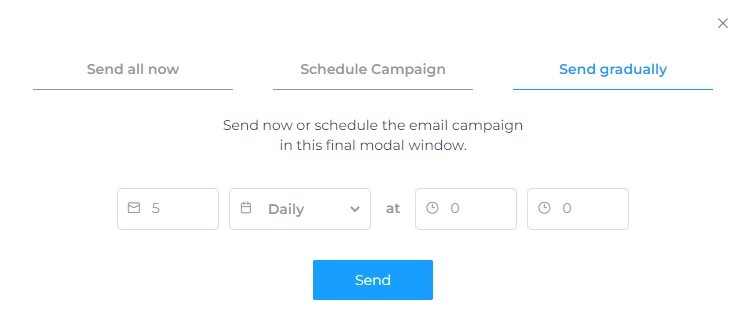 Send all now
Schedule Campaign
Send gradually
Send now or schedule the email campaign
in this final modal window.
5 Daily at 0 0
Send